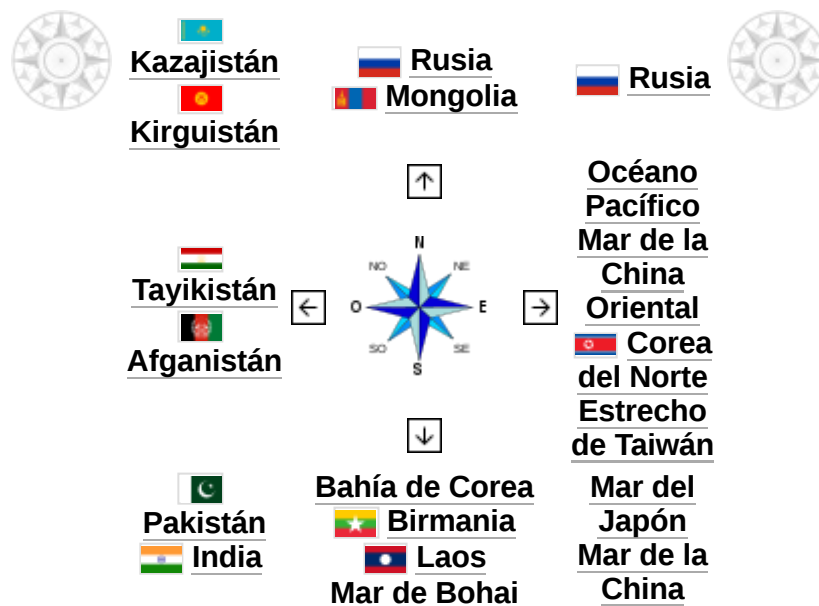 Kazajistán
Kirguistán
Rusia
Mongolia
Rusia
Tayikistán
Afganistán
N
NO
NE
O
E
SO
SE
S
Océano
Pacífico
Mar de la
China
Oriental
Corea
del Norte
Estrecho
de Taiwán
Pakistán
India
Bahía de Corea
Birmania
Laos
Mar de Bohai
Mar del
Japón
Mar de la
China